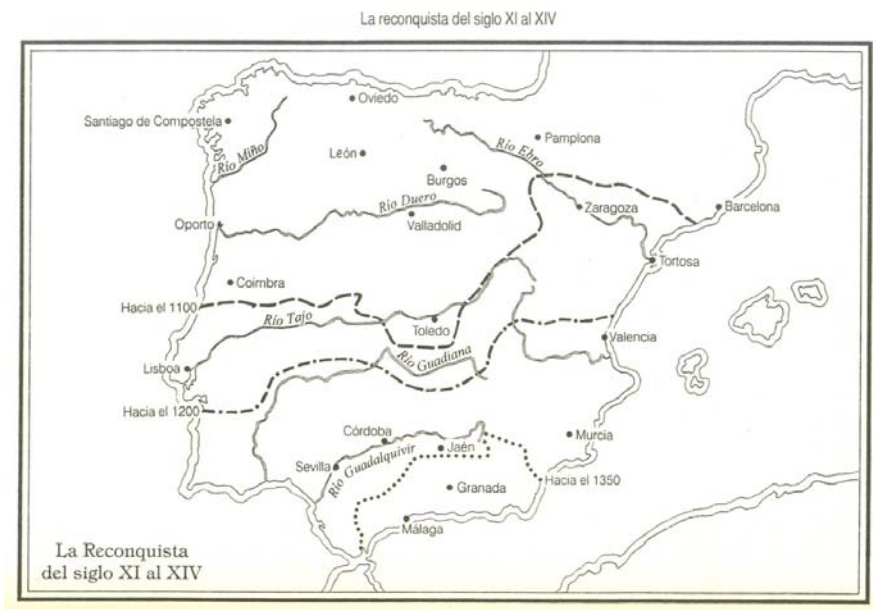 La reconquista del siglo XI al XIV
Oviedo
Santiago de Compostela
Pamplona
Río Miño
León
Río Ebro
Burgos
Río Duero
Zaragoza
Barcelona
Oporto
Valladolid
Tortosa
Coimbra
Hacia el 1100
Río Tajo
Toledo
Valencia
Lisboa
Río Guadiana
Hacia el 1200
Córdoba
Murcia
Jaén
Sevilla
Río Guadalquivir
Hacia el 1350
Granada
Málaga
La Reconquista
del siglo XI al XIV